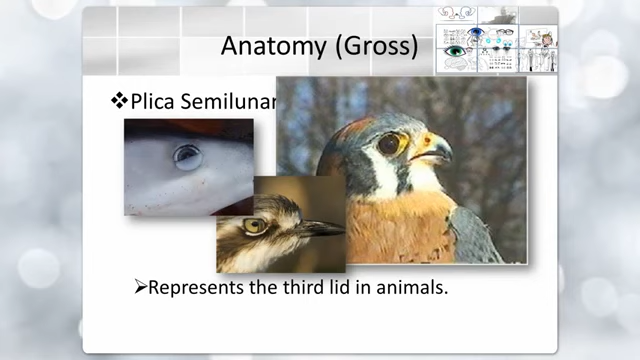 Anatomy (Gross)
❖Plica Semilunar
➢Represents the third lid in animals.